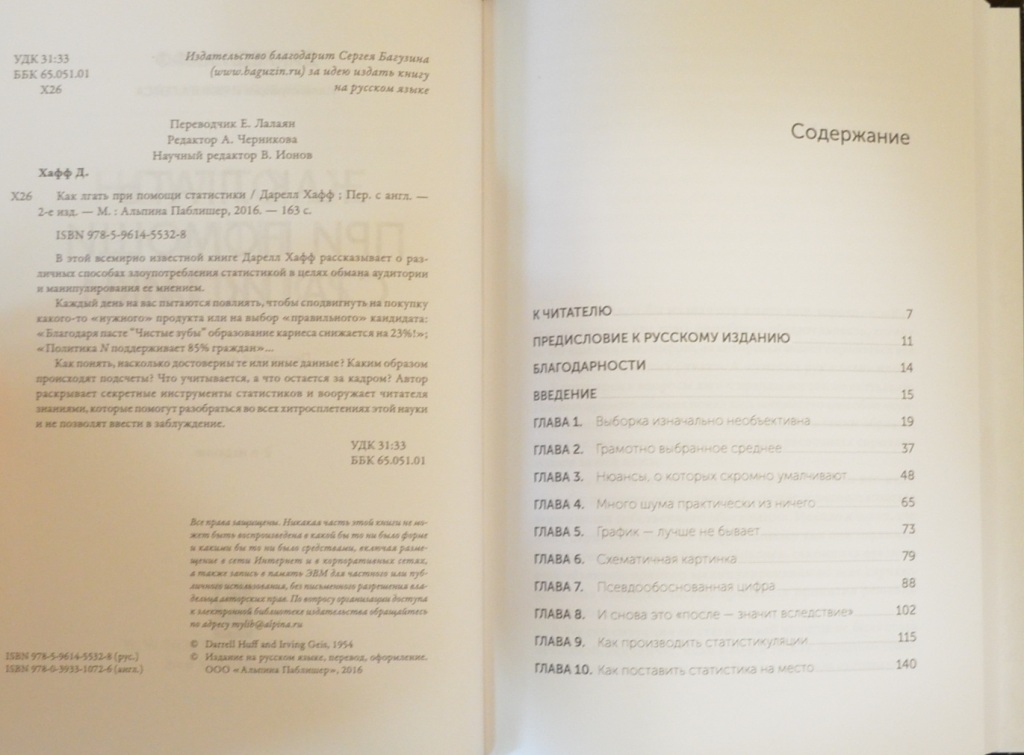 УДК 31:33
ББК 65.051.01
Х26
Издательство благодарит Сергея Багузина
(www.baguzin.ru) за идею издать книгу
на русском языке
Переводчик Е. Лалаян
Редактор А. Черникова
Научный редактор В. Ионов
Хафф Д.
Х26 Как лгать при помощи статистики / Дарелл Хафф ; Пер. с англ. —
2-е изд. — М. : Альпина Паблишер, 2016. — 163 с.
ISBN 978-5-9614-5532-8
В этой всемирно известной книге Дарелл Хафф рассказывает о раз-
личных способах злоупотребления статистикой в целях обмана аудитории
и манипулирования ее мнением.
Каждый день на вас пытаются повлиять, чтобы сподвигнуть на покупку
какого-то «нужного» продукта или на выбор «правильного» кандидата:
«Благодаря пасте "Чистые зубы" образование кариеса снижается на 23%!»;
«Политика N поддерживает 85% граждан»...
Как понять, насколько достоверны те или иные данные? Каким образом
происходят подсчеты? Что учитывается, а что остается за кадром? Автор
раскрывает секретные инструменты статистиков и вооружает читателя
знаниями, которые помогут разобраться во всех хитросплетениях этой науки
и не позволят ввести в заблуждение.
УДК 31:33
ББК 65.051.01
Все права защищены. Никакая часть этой книги не мо-
жет быть воспроизведена в какой бы то ни было форме
и какими бы то ни было средствами, включая разме-
щение в сети Интернет и в корпоративных сетях,
а также запись в память ЭВМ для частного или пуб-
личного использования, без письменного разрешения вла-
дельца авторских прав. По вопросу организации доступа
к электронной библиотеке издательства обращайтесь
по адресу mylib@alpina.ru
© Darrell Huff and Irving Geis, 1954
ISBN 978-5-9614-5532-8 (рус.) © Издание на русском языке, перевод, оформление.
ISBN 978-0-3933-1072-6 (англ.) ООО «Альпина Паблишер», 2016
Содержание
К ЧИТАТЕЛЮ 7
ПРЕДИСЛОВИЕ К РУССКОМУ ИЗДАНИЮ 11
БЛАГОДАРНОСТИ 14
ВВЕДЕНИЕ 15
ГЛАВА 1. Выборка изначально необъективна 19
ГЛАВА 2. Грамотно выбранное среднее 37
ГЛАВА 3. Нюансы, о которых скромно умалчивают 48
ГЛАВА 4. Много шума практически из ничего 65
ГЛАВА 5. График — лучше не бывает 73
ГЛАВА 6. Схематичная картинка 79
ГЛАВА 7. Псевдообоснованная цифра 88
ГЛАВА 8. И снова это «после — значит вследствие» 102
ГЛАВА 9. Как производить статистикуляции 115
ГЛАВА 10. Как поставить статистика на место 140